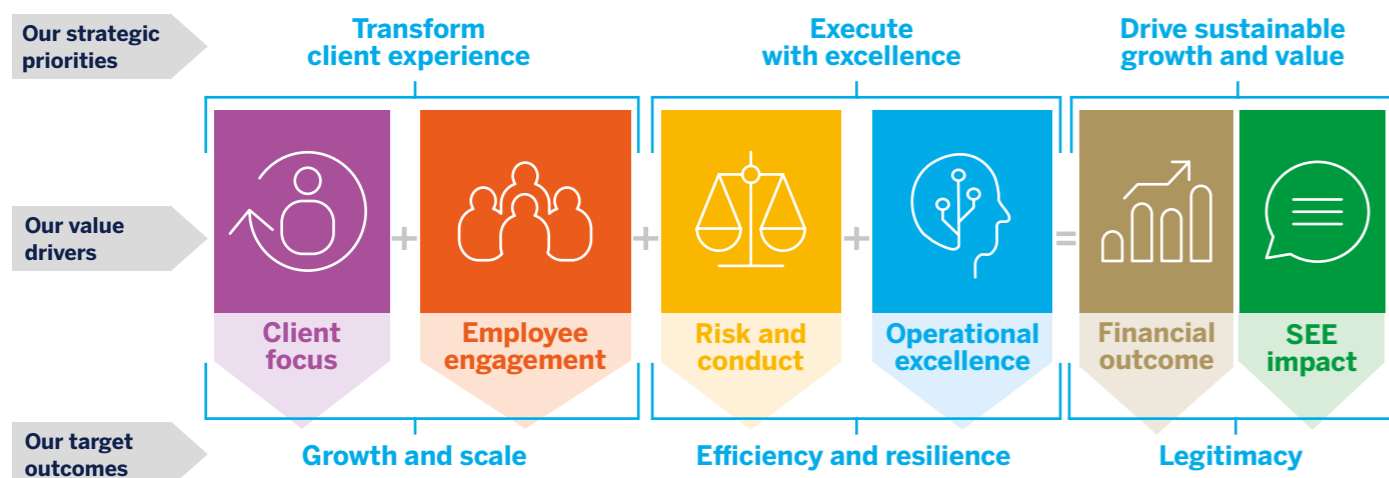 Our strategic
priorities
Transform
client experience
Execute
with excellence
Drive sustainable
growth and value
Our value
drivers
+
+
+
=
Client
focus
Employee
engagement
Risk and
conduct
Operational
excellence
Financial
outcome
SEE
impact
Our target
outcomes
Growth and scale
Efficiency and resilience
Legitimacy